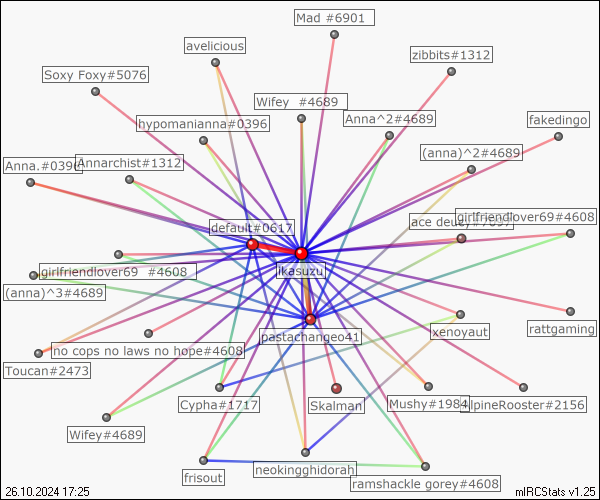 Mad #6901
avelicious
zibbits#1312
Soxy Foxy#5076
Wifey  #4689
hypomanianna#0396
Anna^2#4689
fakedingo
Anna.#0396
Annarchist#1312
(anna)^2#4689
default#0617
ace deuce#7697
girlfriendlover69#4608
ikasuzu
girlfriendlover69  #4608
(anna)^3#4689
pastachangeo41
xenoyaut
rattgaming
no cops no laws no hope#4608
Toucan#2473
Cypha#1717
Skalman
Mushy#1984
AlpineRooster#2156
Wifey#4689
frisout
neokingghidorah
ramshackle gorey#4608
26.10.2024 17:25
mIRCStats v1.25